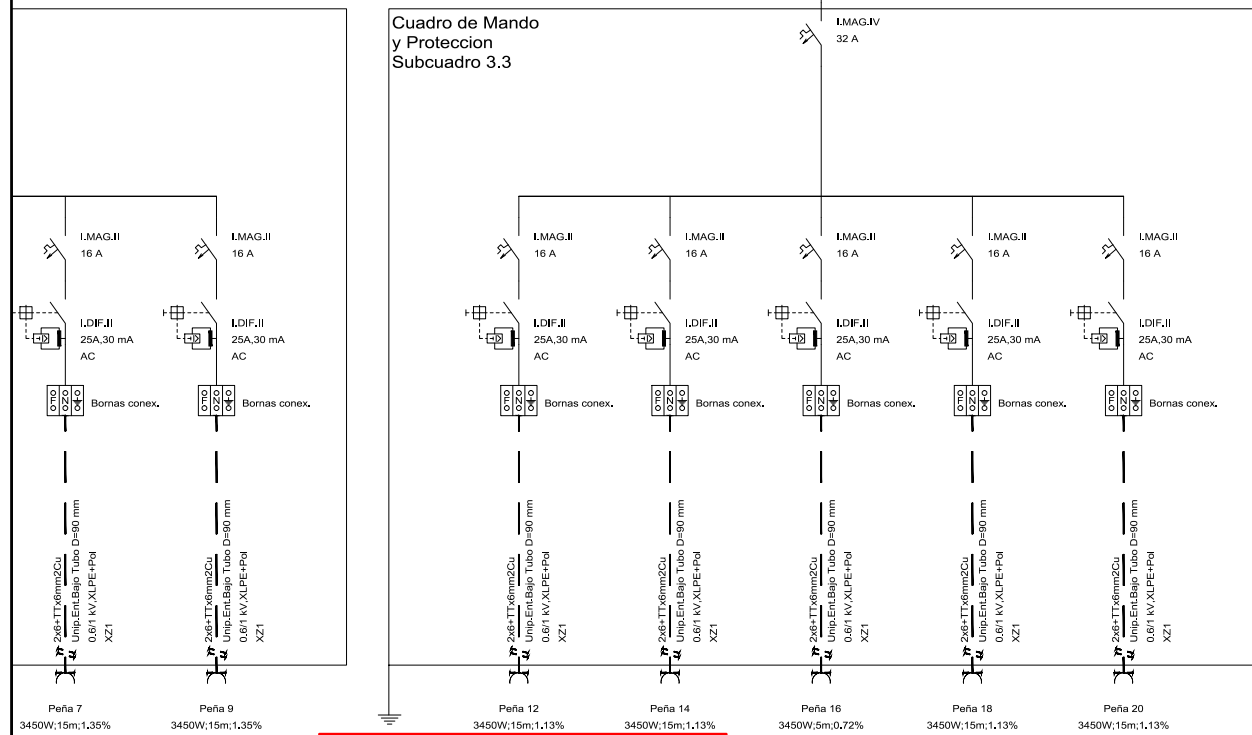 Cuadro de Mando
y Proteccion
Subcuadro 3.3
I.MAG.IV
32 A
I.MAG.II
16 A
I.MAG.II
16 A
I.MAG.II
16 A
I.MAG.II
16 A
I.MAG.II
16 A
I.MAG.II
16 A
I.MAG.II
16 A
I.DIF.II
25A,30 mA
AC
I.DIF.II
25A,30 mA
AC
I.DIF.II
25A,30 mA
AC
I.DIF.II
25A,30 mA
AC
I.DIF.II
25A,30 mA
AC
I.DIF.II
25A,30 mA
AC
I.DIF.II
25A,30 mA
AC
F N Bornas conex.
F N Bornas conex.
F N Bornas conex.
F N Bornas conex.
F N Bornas conex.
F N Bornas conex.
F N Bornas conex.
2x6+TTx6mm2Cu
Unip.Ent.Bajo Tubo D=90 mm
0.6/1 kV,XLPE+Pol
XZ1
2x6+TTx6mm2Cu
Unip.Ent.Bajo Tubo D=90 mm
0.6/1 kV,XLPE+Pol
XZ1
2x6+TTx6mm2Cu
Unip.Ent.Bajo Tubo D=90 mm
0.6/1 kV,XLPE+Pol
XZ1
2x6+TTx6mm2Cu
Unip.Ent.Bajo Tubo D=90 mm
0.6/1 kV,XLPE+Pol
XZ1
2x6+TTx6mm2Cu
Unip.Ent.Bajo Tubo D=90 mm
0.6/1 kV,XLPE+Pol
XZ1
2x6+TTx6mm2Cu
Unip.Ent.Bajo Tubo D=90 mm
0.6/1 kV,XLPE+Pol
XZ1
2x6+TTx6mm2Cu
Unip.Ent.Bajo Tubo D=90 mm
0.6/1 kV,XLPE+Pol
XZ1
Peña 7
3450W;15m;1.35%
Peña 9
3450W;15m;1.35%
Peña 12
3450W;15m;1.13%
Peña 14
3450W;15m;1.13%
Peña 16
3450W;5m;0.72%
Peña 18
3450W;15m;1.13%
Peña 20
3450W;15m;1.13%